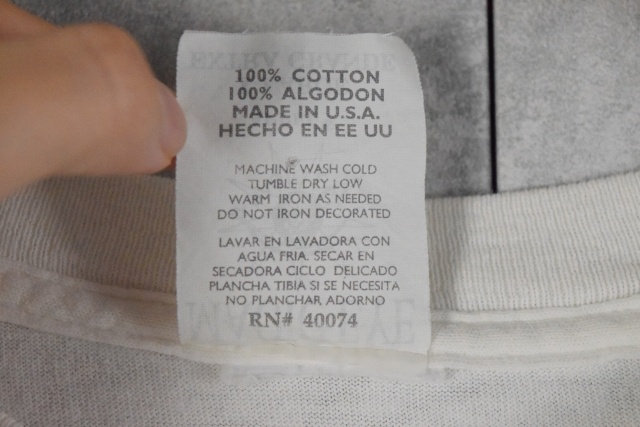 100% COTTON
100% ALGODON
MADE IN U.S.A.
HECHO EN EE UU
MACHINE WASH COLD
TUMBLE DRY LOW
WARM IRON AS NEEDED
DO NOT IRON DECORATED
LAVAR EN LAVADORA CON
AGUA FRIA. SECAR EN
SECADORA CICLO DELICADO
PLANCHA TIBIA SI SE NECESITA
NO PLANCHAR ADORNO
RN# 40074